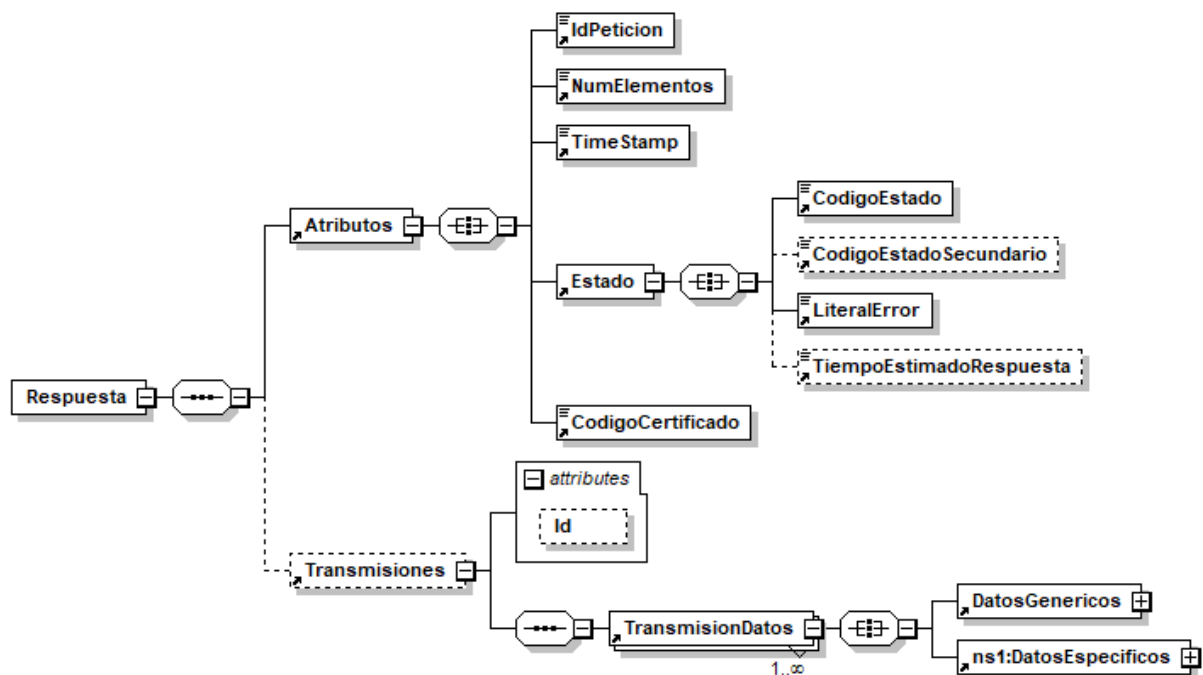 IdPeticion
NumElementos
TimeStamp
CodigoEstado
Atributos
CodigoEstadoSecundario
Estado
LiteralError
TiempoEstimadoRespuesta
Respuesta
CodigoCertificado
attributes
Id
Transmisiones
DatosGenericos
TransmisionDatos
ns1:DatosEspecificos
1..∞